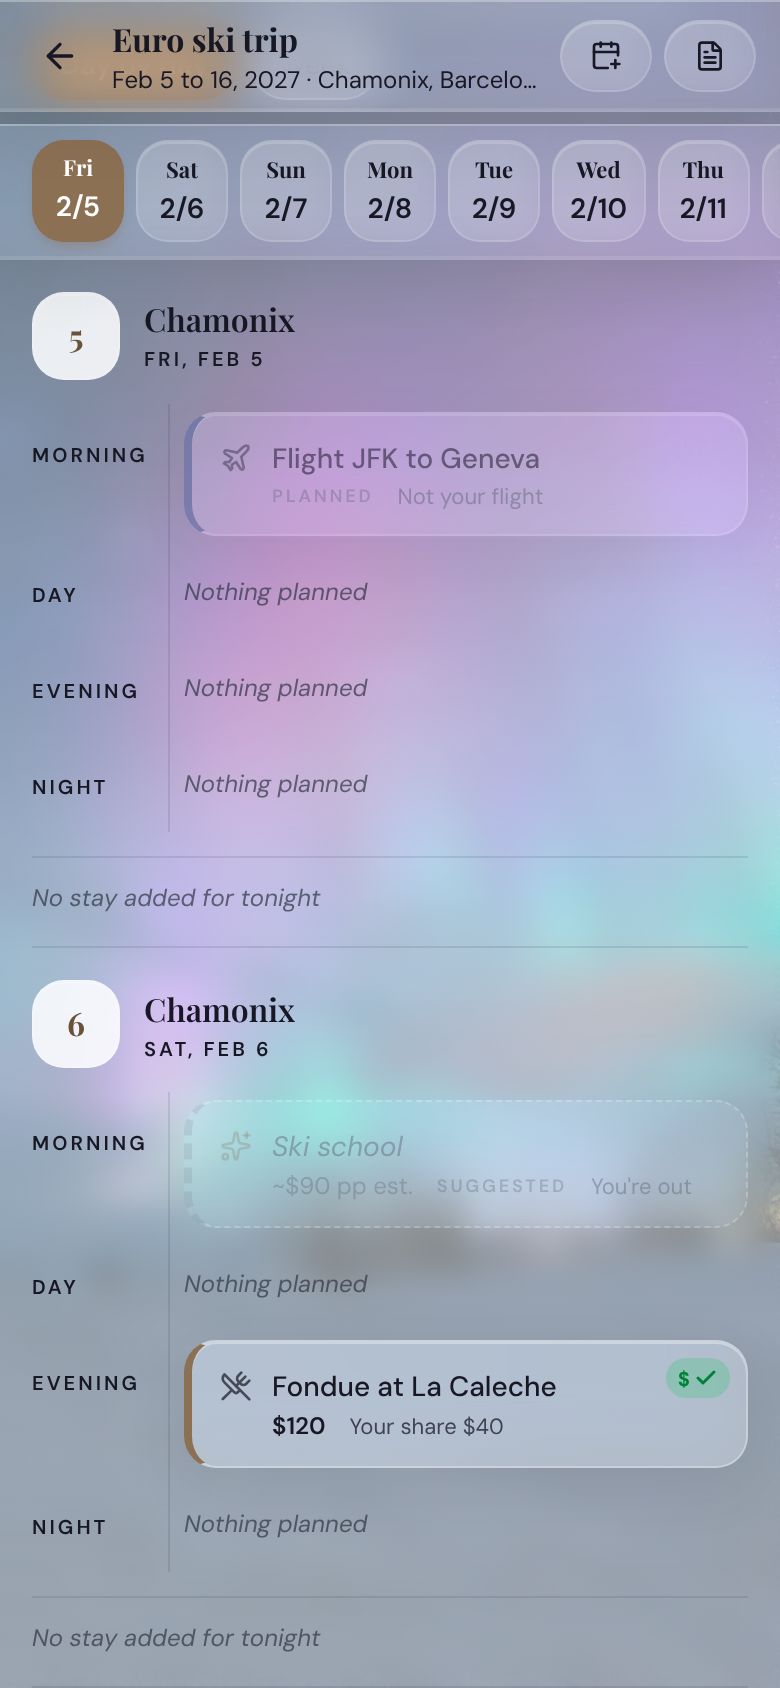 Euro ski trip
Feb 5 to 16, 2027 · Chamonix, Barcelo...
Fri Sat Sun Mon Tue Wed Thu
2/5 2/6 2/7 2/8 2/9 2/10 2/11
5
Chamonix
FRI, FEB 5
MORNING
Flight JFK to Geneva
PLANNED Not your flight
DAY
Nothing planned
EVENING
Nothing planned
NIGHT
Nothing planned
No stay added for tonight
6
Chamonix
SAT, FEB 6
MORNING
Ski school
~$90 pp est. SUGGESTED You're out
DAY
Nothing planned
EVENING
Fondue at La Caleche
$
$120 Your share $40
NIGHT
Nothing planned
No stay added for tonight